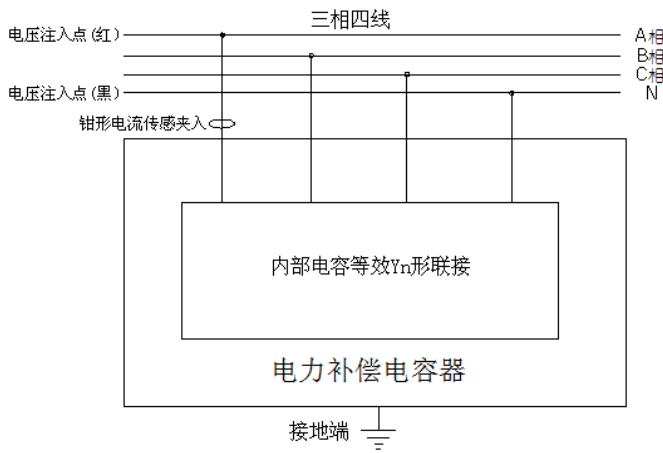 三相四线
电压注入点(红)
A相
B相
C相
电压注入点(黑)
N
钳形电流传感夹入
内部电容等效Yn形联接
电力补偿电容器
接地端